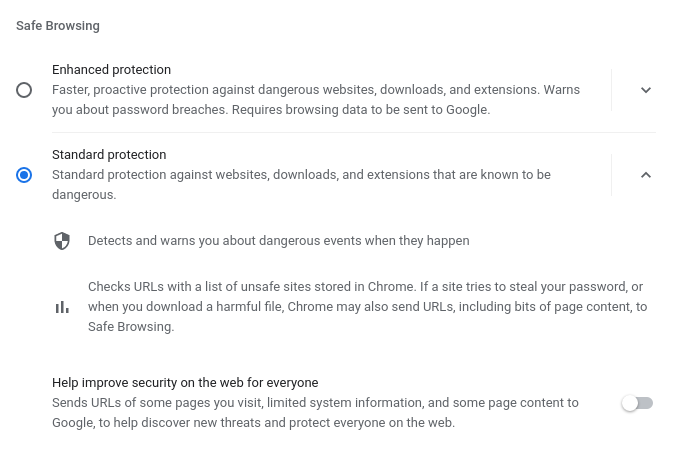 Safe Browsing
Enhanced protection
Faster, proactive protection against dangerous websites, downloads, and extensions. Warns
you about password breaches. Requires browsing data to be sent to Google.
Standard protection
Standard protection against websites, downloads, and extensions that are known to be
dangerous.
Detects and warns you about dangerous events when they happen
Checks URLs with a list of unsafe sites stored in Chrome. If a site tries to steal your password, or
when you download a harmful file, Chrome may also send URLs, including bits of page content, to
Safe Browsing.
Help improve security on the web for everyone
Sends URLs of some pages you visit, limited system information, and some page content to
Google, to help discover new threats and protect everyone on the web.